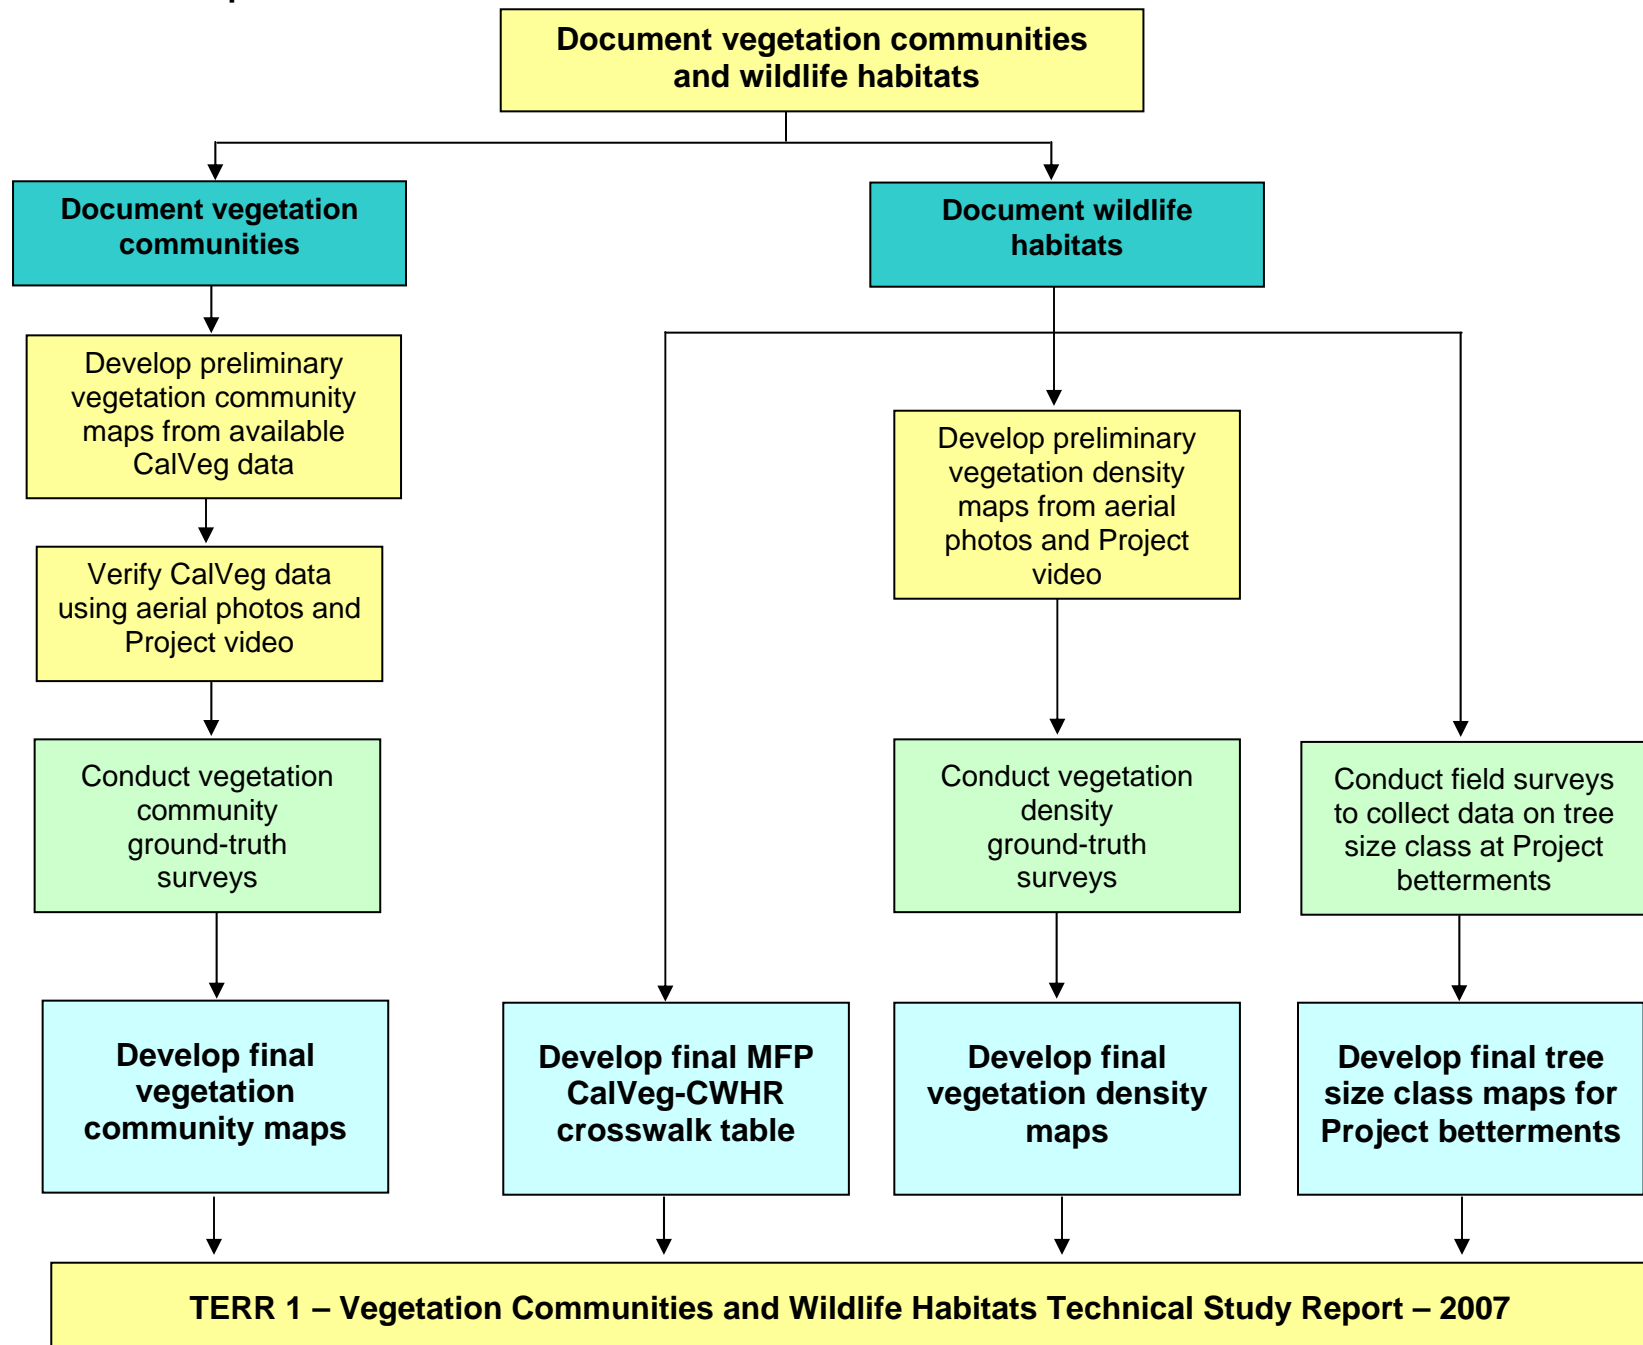 Document vegetation communities
and wildlife habitats
Document vegetation
communities
Document wildlife
habitats
Develop preliminary
vegetation community
maps from available
CalVeg data
Develop preliminary
vegetation density
maps from aerial
photos and Project
video
Verify CalVeg data
using aerial photos and
Project video
Conduct vegetation
community
ground-truth
surveys
Conduct vegetation
density
ground-truth
surveys
Conduct field surveys
to collect data on tree
size class at Project
betterments
Develop final
vegetation
community maps
Develop final MFP
CalVeg-CWHR
crosswalk table
Develop final
vegetation density
maps
Develop final tree
size class maps for
Project betterments
TERR 1 – Vegetation Communities and Wildlife Habitats Technical Study Report – 2007